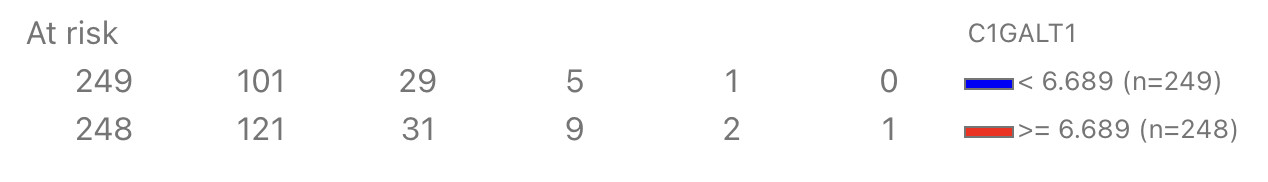 At risk C1GALT1
249 101 29 5 1 0 < 6.689 (n=249)
248 121 31 9 2 1 >= 6.689 (n=248)